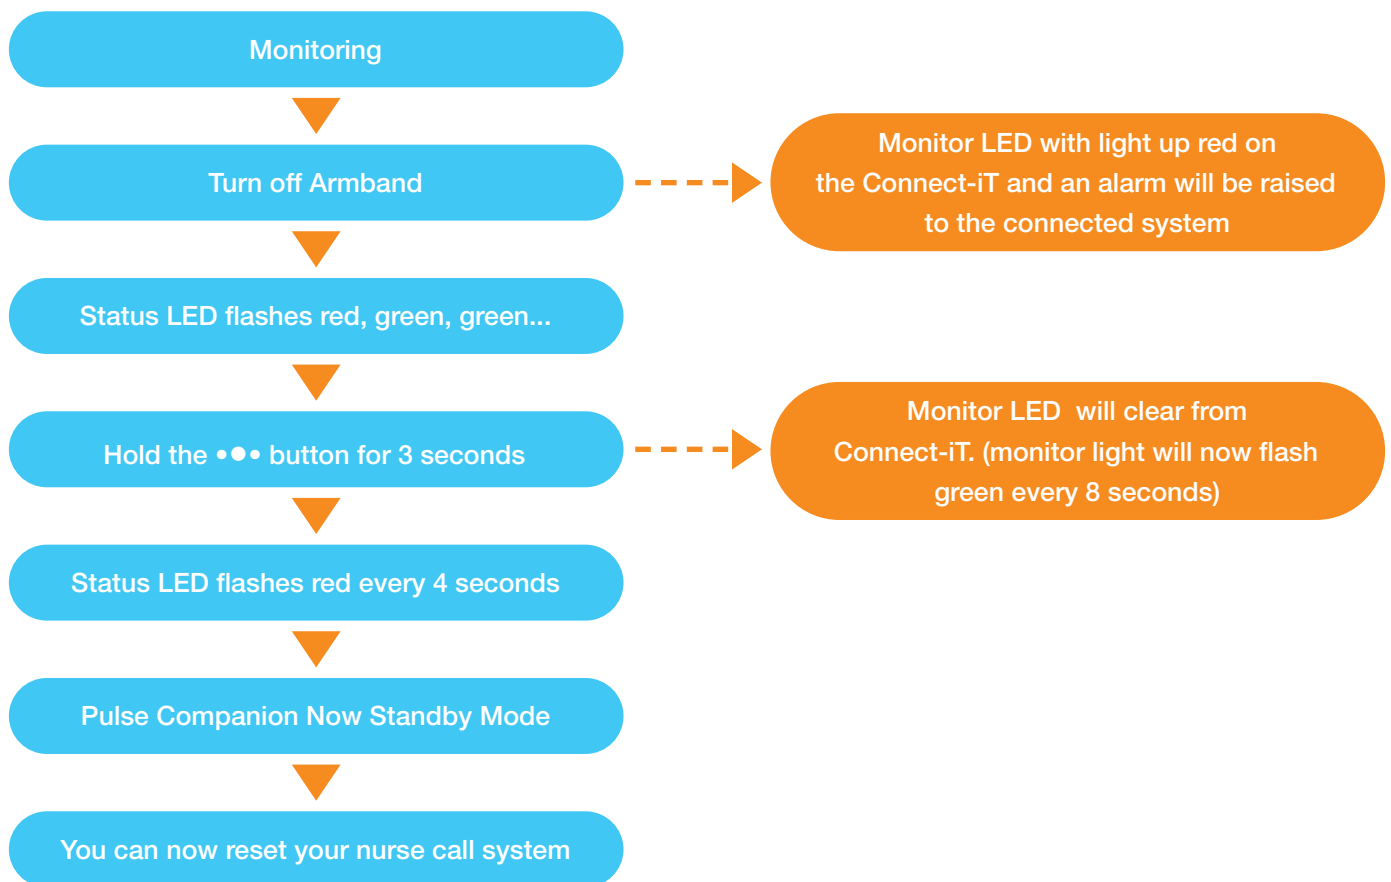 Monitoring
Turn off Armband
Monitor LED with light up red on
the Connect-iT and an alarm will be raised
to the connected system
Status LED flashes red, green, green...
Hold the •●• button for 3 seconds
Monitor LED  will clear from
Connect-iT. (monitor light will now flash
green every 8 seconds)
Status LED flashes red every 4 seconds
Pulse Companion Now Standby Mode
You can now reset your nurse call system